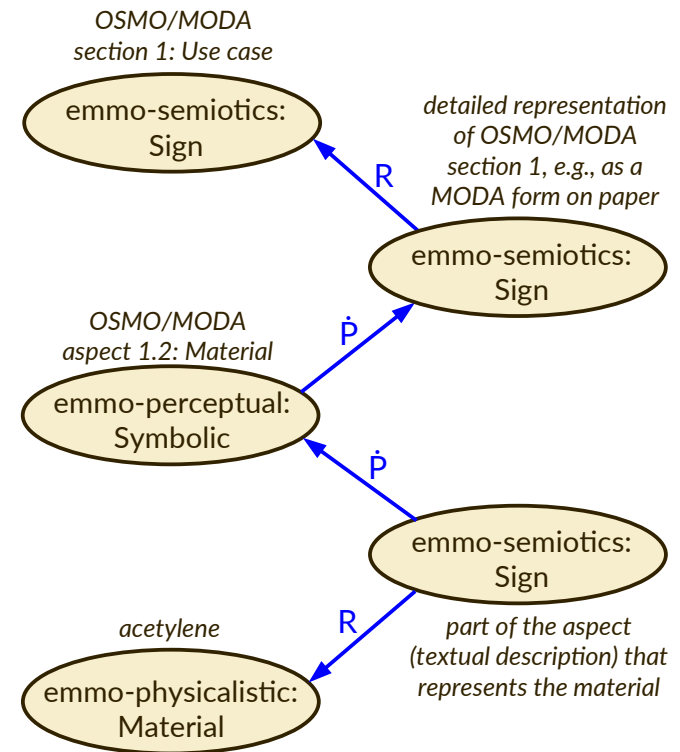 OSMO/MODA
section 1: Use case
emmo-semiotics:
Sign
detailed representation
of OSMO/MODA
section 1, e.g., as a
MODA form on paper
R
emmo-semiotics:
Sign
OSMO/MODA
aspect 1.2: Material
Ṗ
emmo-perceptual:
Symbolic
Ṗ
emmo-semiotics:
Sign
acetylene
R
part of the aspect
(textual description) that
represents the material
emmo-physicalistic:
Material